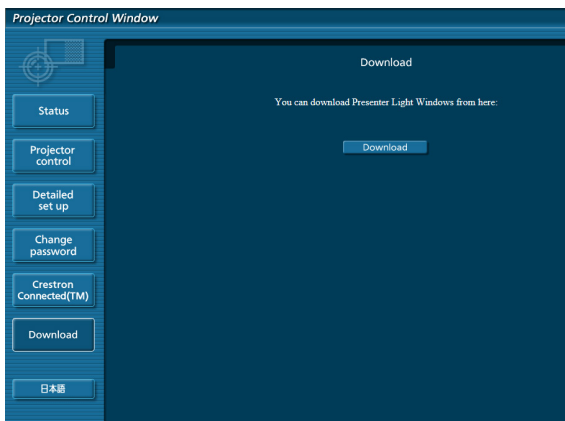 Projector Control Window
Download
You can download Presenter Light Windows from here:
Download
Status
Projector
control
Detailed
set up
Change
password
Crestron
Connected(TM)
Download
日本語